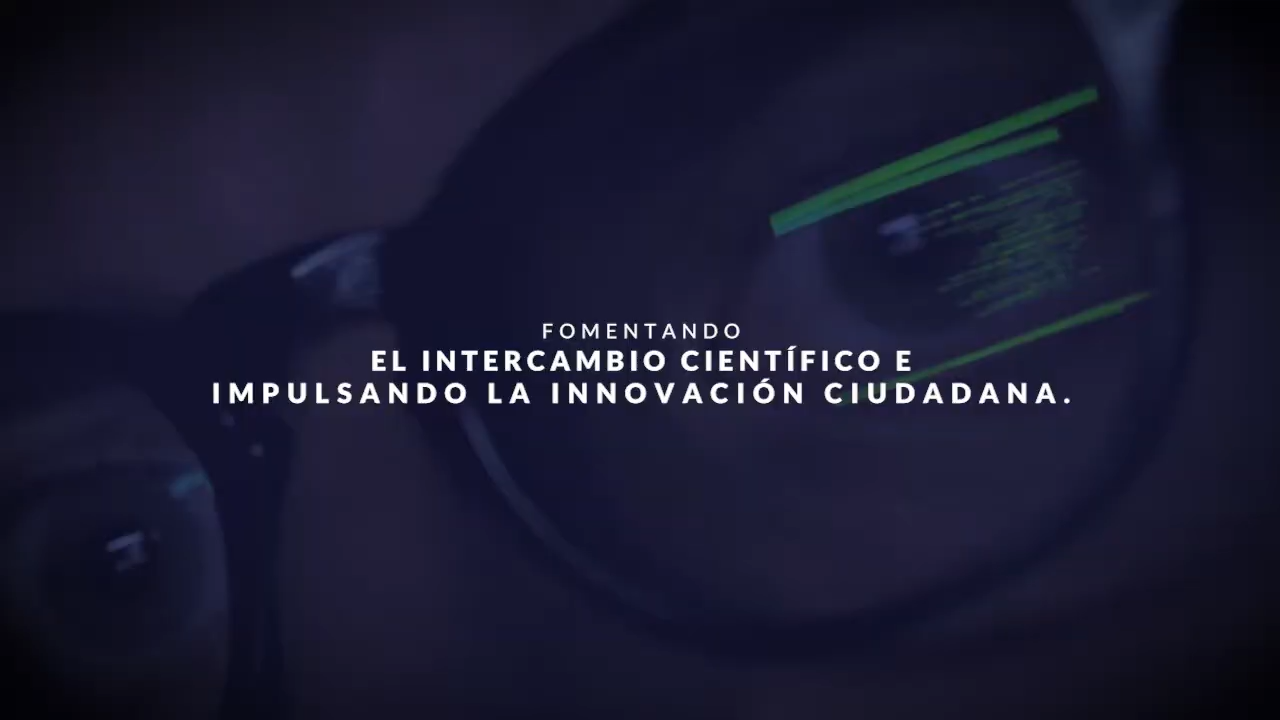 FOMENTANDO
EL INTERCAMBIO CIENTÍFICO E
IMPULSANDO LA INNOVACIÓN CIUDADANA.